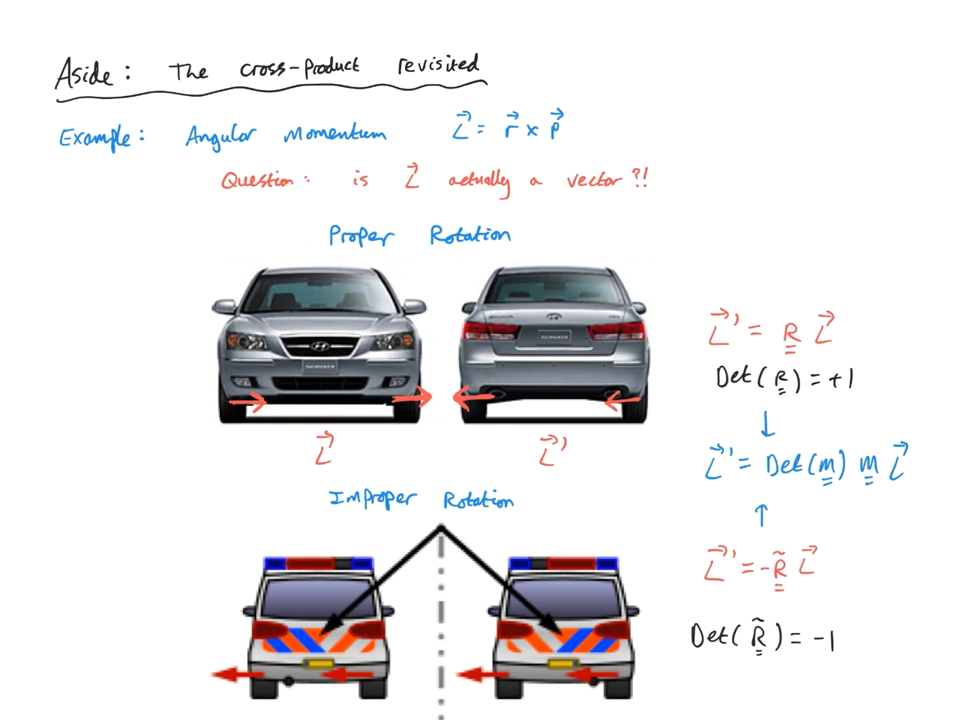 Aside: The cross-product revisited
Example: Angular Momentum L⃗ = r⃗ × p⃗
Question: is L⃗ actually a vector?!
Proper Rotation
L⃗' = R L⃗
Det(R) = +1
L⃗
L⃗'
↓
L⃗' = Det(m) m L⃗
↑
Improper Rotation
L⃗' = -R̃ L⃗
Det(R̃) = -1